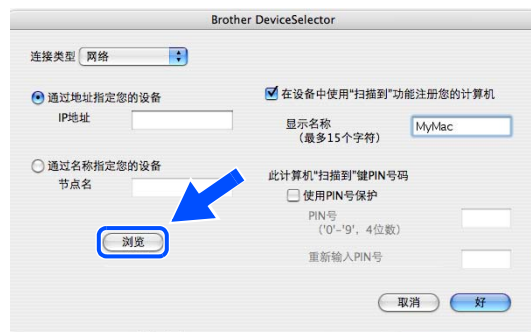 Brother DeviceSelector
连接类型 网络
通过地址指定您的设备
IP地址
通过名称指定您的设备
节点名
浏览
在设备中使用“扫描到”功能注册您的计算机
显示名称
（最多15个字符）
MyMac
此计算机“扫描到”键PIN号码
使用PIN号保护
PIN号
（'0'-'9'，4位数）
重新输入PIN号
取消
好